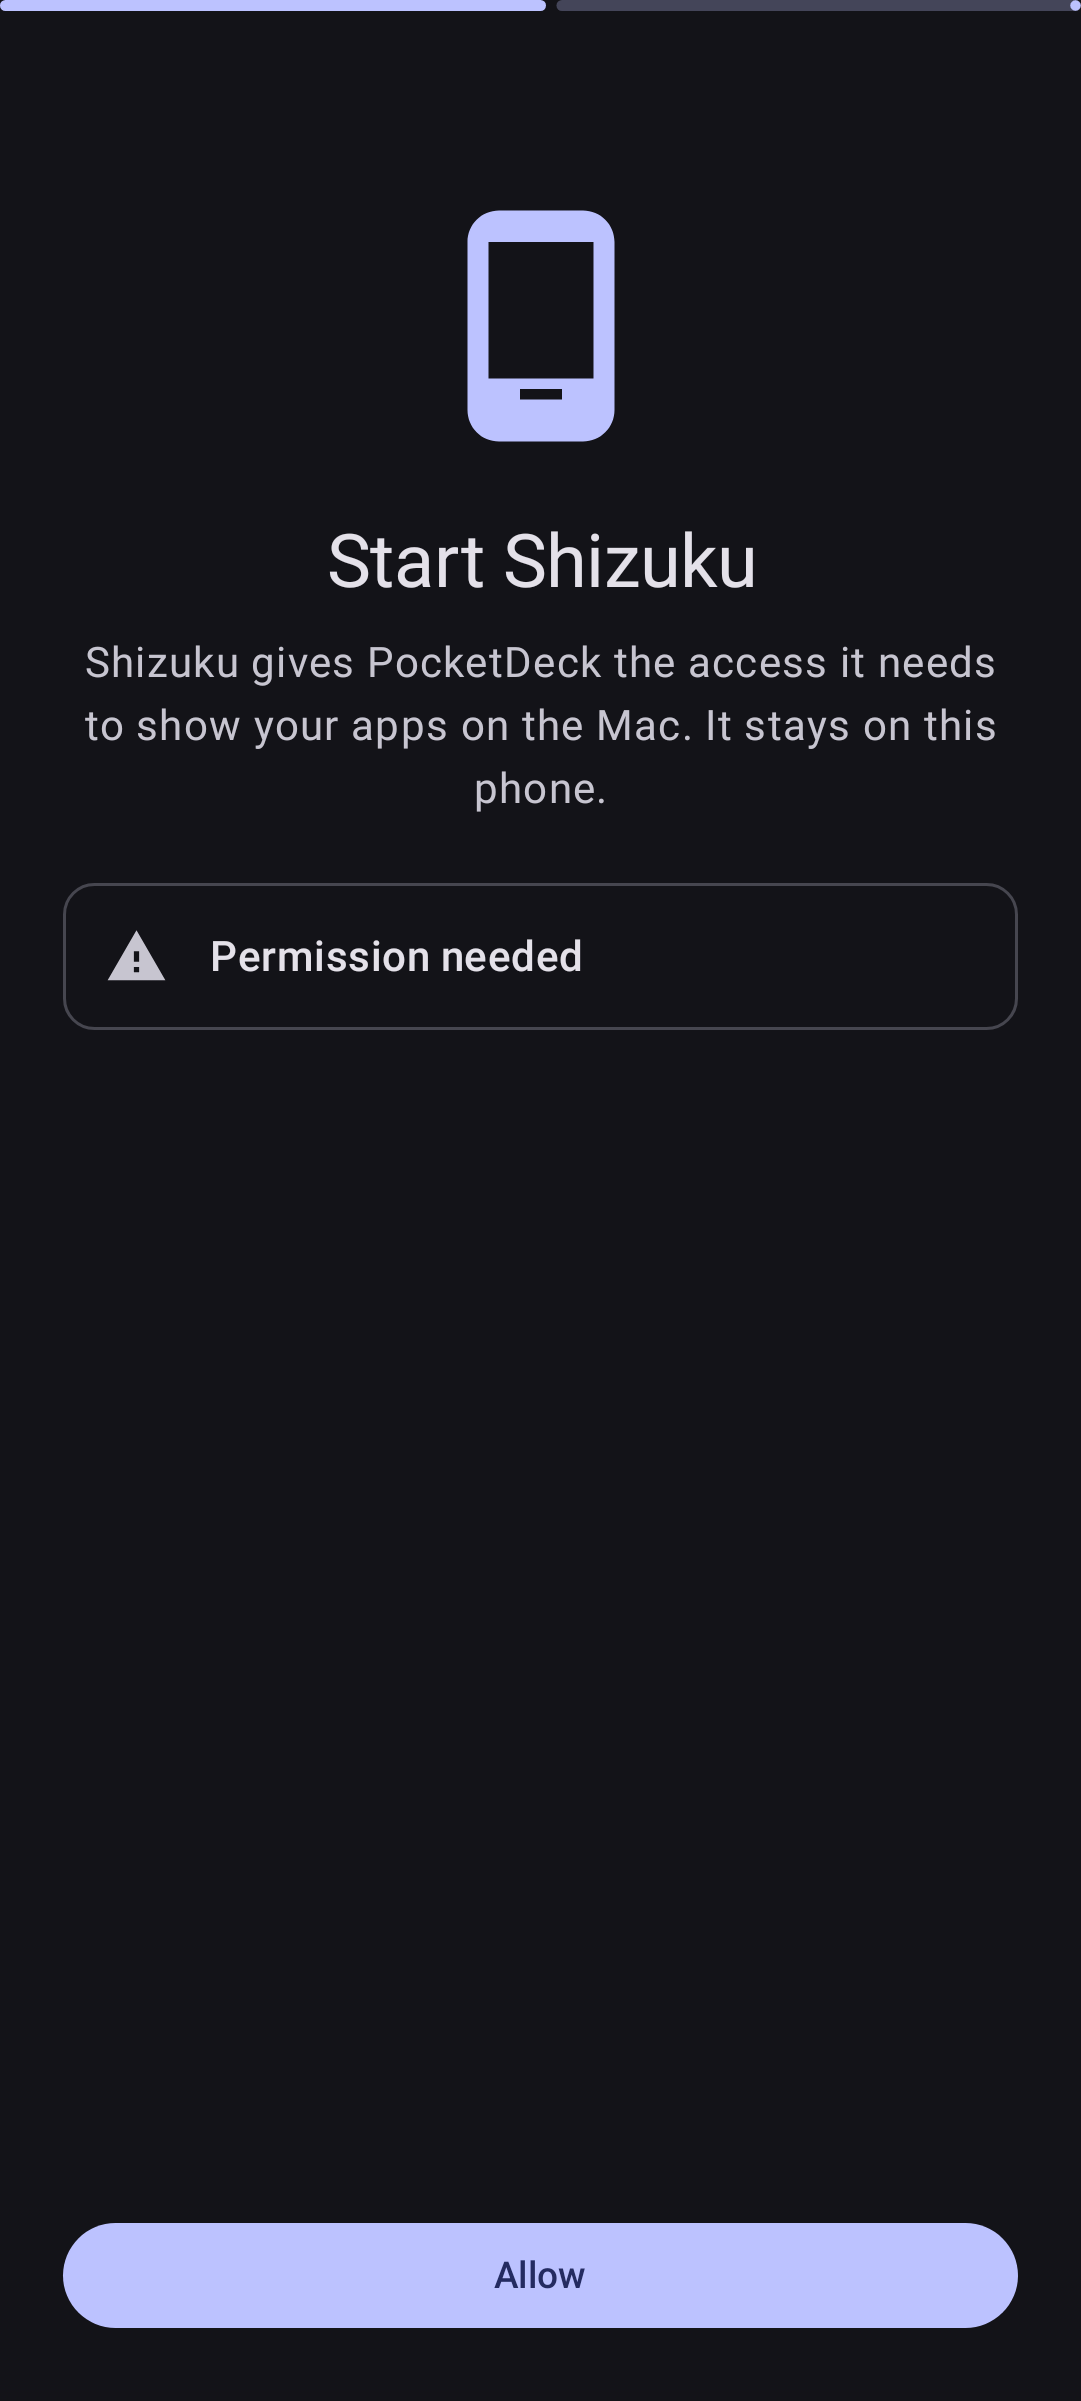 Start Shizuku
Shizuku gives PocketDeck the access it needs
to show your apps on the Mac. It stays on this
phone.
Permission needed
Allow